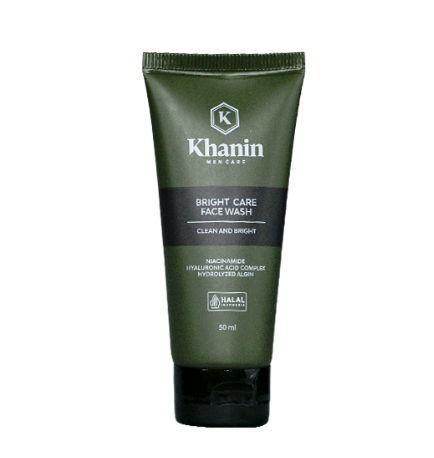 K
Khanin
MEN CARE
BRIGHT CARE
FACE WASH
CLEAN AND BRIGHT
NIACINAMIDE
HYALURONIC ACID COMPLEX
HYDROLYZED ALGIN
HALAL
INDONESIA
50 ml